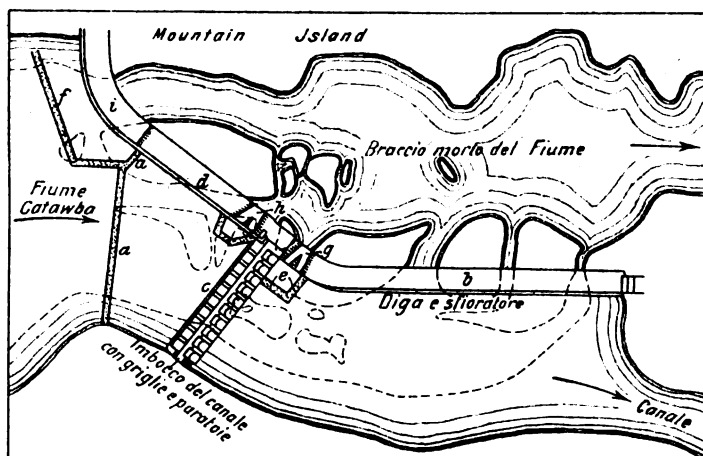 Mountain Jsland
f
i
a
d
Braccio morto del Fiume
Fiume
Catawba
h
A
g
a
A
e
c
b
Diga e sfioratore
Imbocco del canale
con griglie e paratoie
Canale